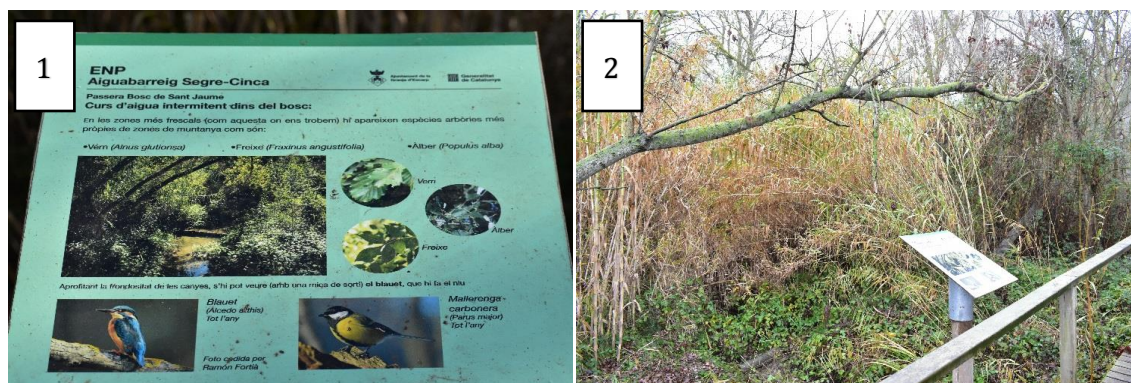 1
ENP
Aiguabarreig Segre-Cinca
Ajuntament de la
Granja d'Escarp
Generalitat
de Catalunya
Passera Bosc de Sant Jaume
Curs d'aigua intermitent dins del bosc:
En les zones més frescals (com aquesta on ens trobem) hi apareixen espècies arbòries més
pròpies de zones de muntanya com són:
•Vérn (Alnus glutionsa) •Freixe (Fraxinus angustifolia) •Àlber (Populus alba)
Vern
Àlber
Freixe
Aprofitant la frondositat de les canyes, s'hi pot veure (amb una mica de sort) el blauet, que hi fa el niu
Blauet
(Alcedo atthis)
Tot l'any
Foto cedida per
Ramón Fortià
Mallerenga
carbonera
(Parus major)
Tot l'any
2